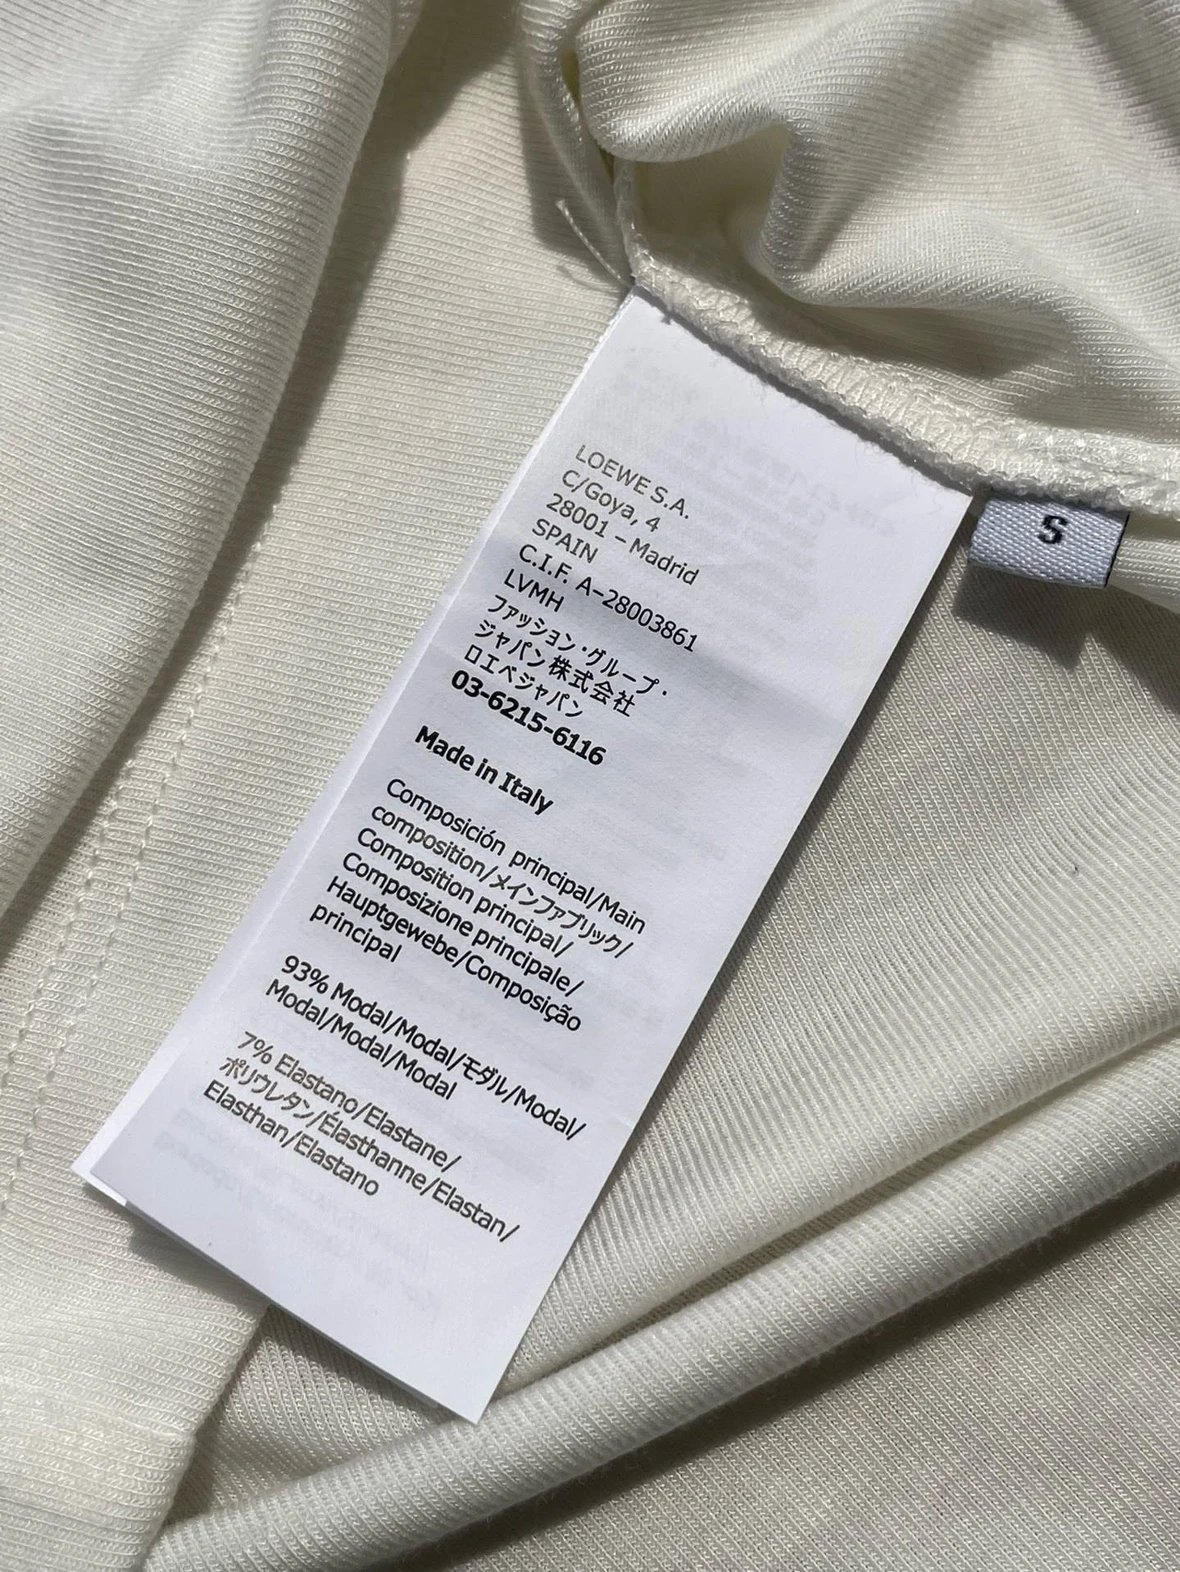 LOEWE S.A.
C/Goya, 4
28001 – Madrid
SPAIN
C.I.F. A-28003861
LVMH
ファッション・グループ・
ジャパン株式会社
ロエベジャパン
03-6215-6116
Made in Italy
Composición principal/Main
composition/メインファブリック/
Composition principal/
Composizione principale/
Hauptgewebe/Composição
principal
93% Modal/Modal/モダル/Modal/
Modal/Modal/Modal
7% Elastano/Elastane/
ポリウレタン/Élasthanne/Elastan/
Elasthan/Elastano
S